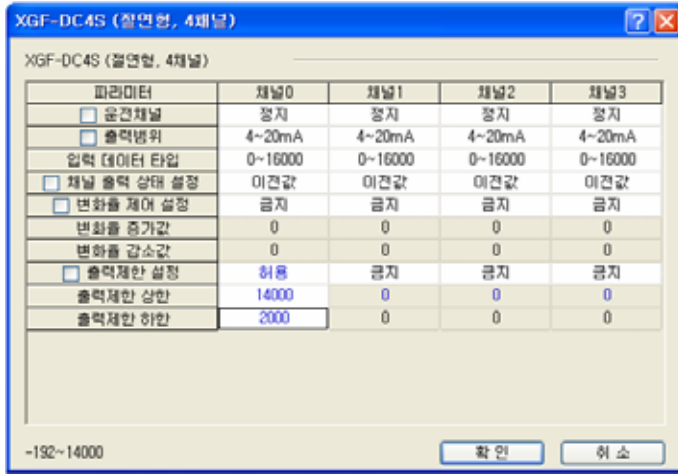 XGF-DC4S (절연형, 4채널)
XGF-DC4S (절연형, 4채널)
파라미터 채널0 채널1 채널2 채널3
운전채널 정지 정지 정지 정지
출력범위 4~20mA 4~20mA 4~20mA 4~20mA
입력 데이터 타입 0~16000 0~16000 0~16000 0~16000
채널 출력 상태 설정 이전값 이전값 이전값 이전값
변화율 제어 설정 금지 금지 금지 금지
변화율 증가값 0 0 0 0
변화율 감소값 0 0 0 0
출력제한 설정 허용 금지 금지 금지
출력제한 상한 14000 0 0 0
출력제한 하한 2000 0 0 0
-192~14000 확인 취소